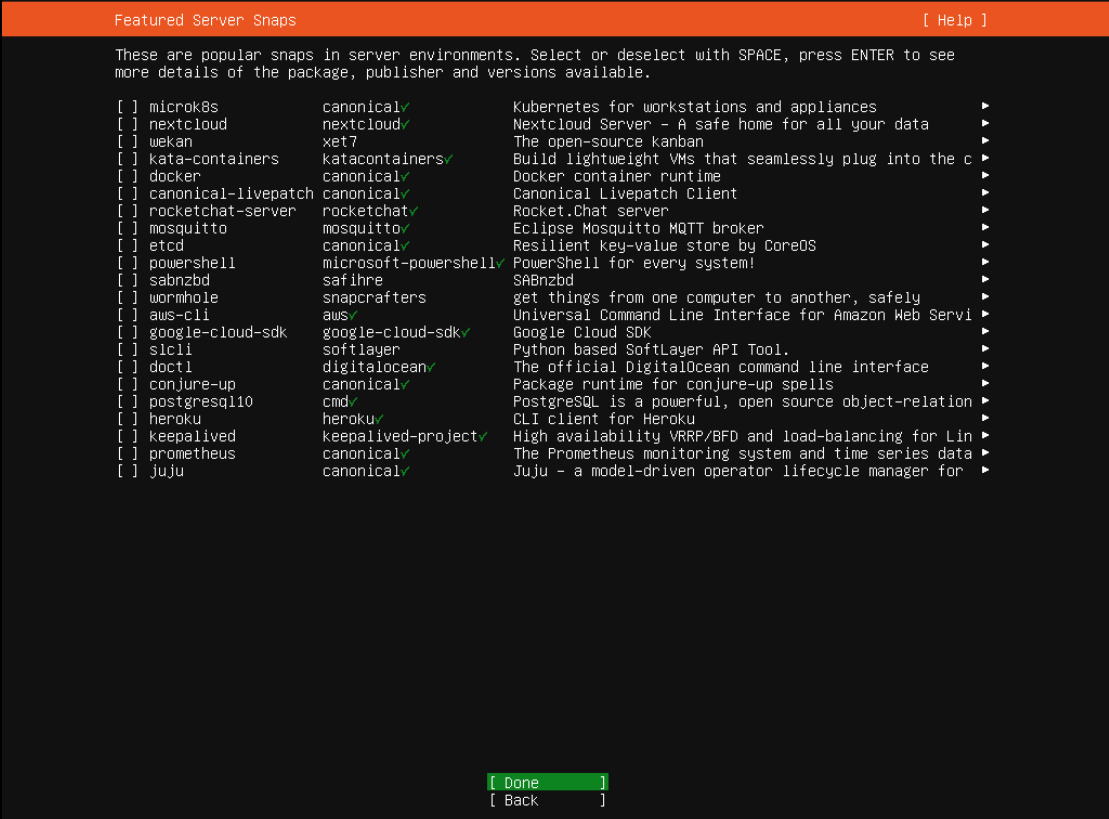 Featured Server Snaps [ Help ]
These are popular snaps in server environments. Select or deselect with SPACE, press ENTER to see
more details of the package, publisher and versions available.
[ ] microk8s canonical✓ Kubernetes for workstations and appliances ►
[ ] nextcloud nextcloud✓ Nextcloud Server – A safe home for all your data ►
[ ] wekan xet7 The open-source kanban ►
[ ] kata-containers katacontainers✓ Build lightweight VMs that seamlessly plug into the c ►
[ ] docker canonical✓ Docker container runtime ►
[ ] canonical-livepatch canonical✓ Canonical Livepatch Client ►
[ ] rocketchat-server rocketchat✓ Rocket.Chat server ►
[ ] mosquitto mosquitto✓ Eclipse Mosquitto MQTT broker ►
[ ] etcd canonical✓ Resilient key-value store by CoreOS ►
[ ] powershell microsoft-powershell✓ PowerShell for every system! ►
[ ] sabnzbd safihre SABnzbd ►
[ ] wormhole snapcrafters get things from one computer to another, safely ►
[ ] aws-cli aws✓ Universal Command Line Interface for Amazon Web Servi ►
[ ] google-cloud-sdk google-cloud-sdk✓ Google Cloud SDK ►
[ ] slcli softlayer Python based SoftLayer API Tool. ►
[ ] doctl digitalocean✓ The official DigitalOcean command line interface ►
[ ] conjure-up canonical✓ Package runtime for conjure-up spells ►
[ ] postgresql10 cmd✓ PostgreSQL is a powerful, open source object-relation ►
[ ] heroku heroku✓ CLI client for Heroku ►
[ ] keepalived keepalived-project✓ High availability VRRP/BFD and load-balancing for Lin ►
[ ] prometheus canonical✓ The Prometheus monitoring system and time series data ►
[ ] juju canonical✓ Juju – a model-driven operator lifecycle manager for ►
[ Done ]
[ Back ]